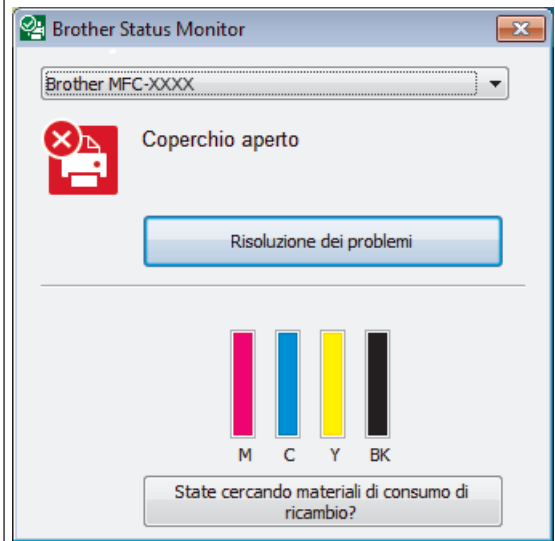 Brother Status Monitor
Brother MFC-XXXX
Coperchio aperto
Risoluzione dei problemi
M C Y BK
State cercando materiali di consumo di
ricambio?